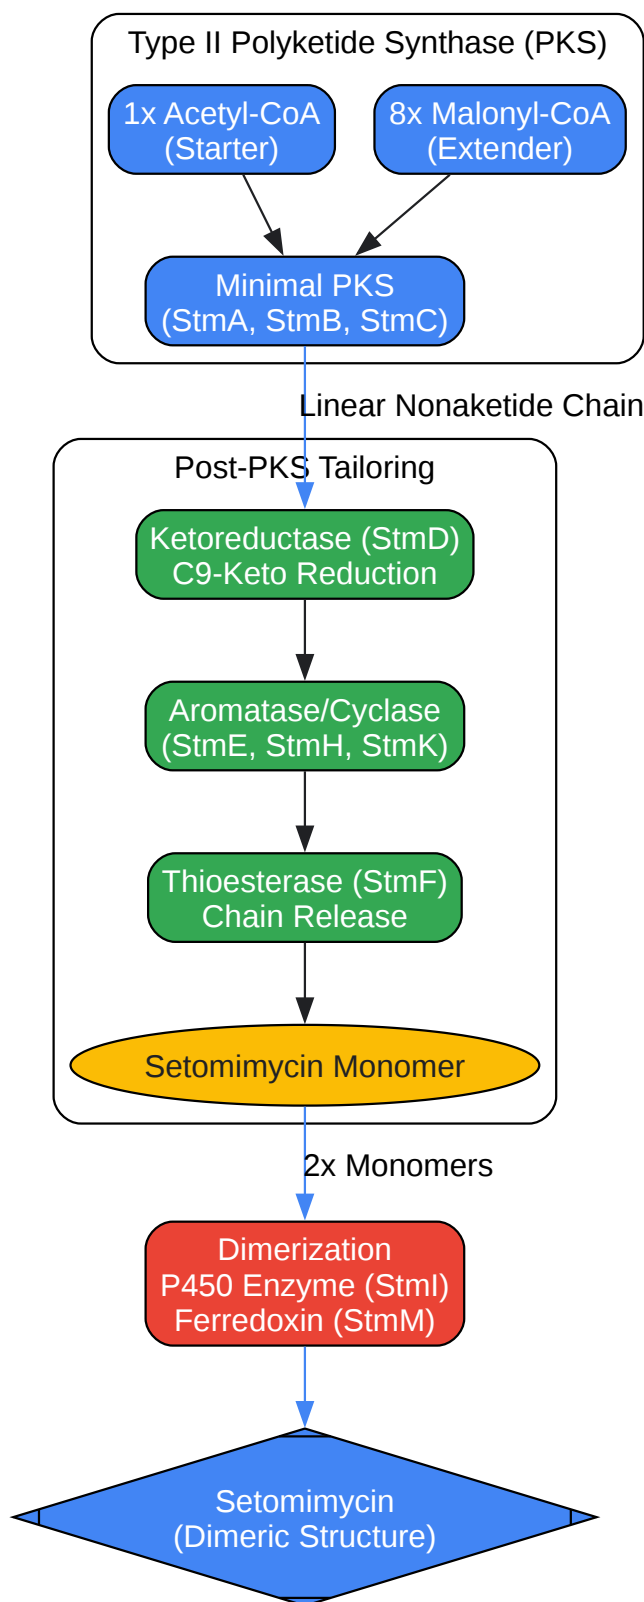 Type II Polyketide Synthase (PKS)
1x Acetyl-CoA
(Starter)
8x Malonyl-CoA
(Extender)
Minimal PKS
(StmA, StmB, StmC)
Linear Nonaketide Chain
Post-PKS Tailoring
Ketoreductase (StmD)
C9-Keto Reduction
Aromatase/Cyclase
(StmE, StmH, StmK)
Thioesterase (StmF)
Chain Release
Setomimycin Monomer
2x Monomers
Dimerization
P450 Enzyme (StmI)
Ferredoxin (StmM)
Setomimycin
(Dimeric Structure)